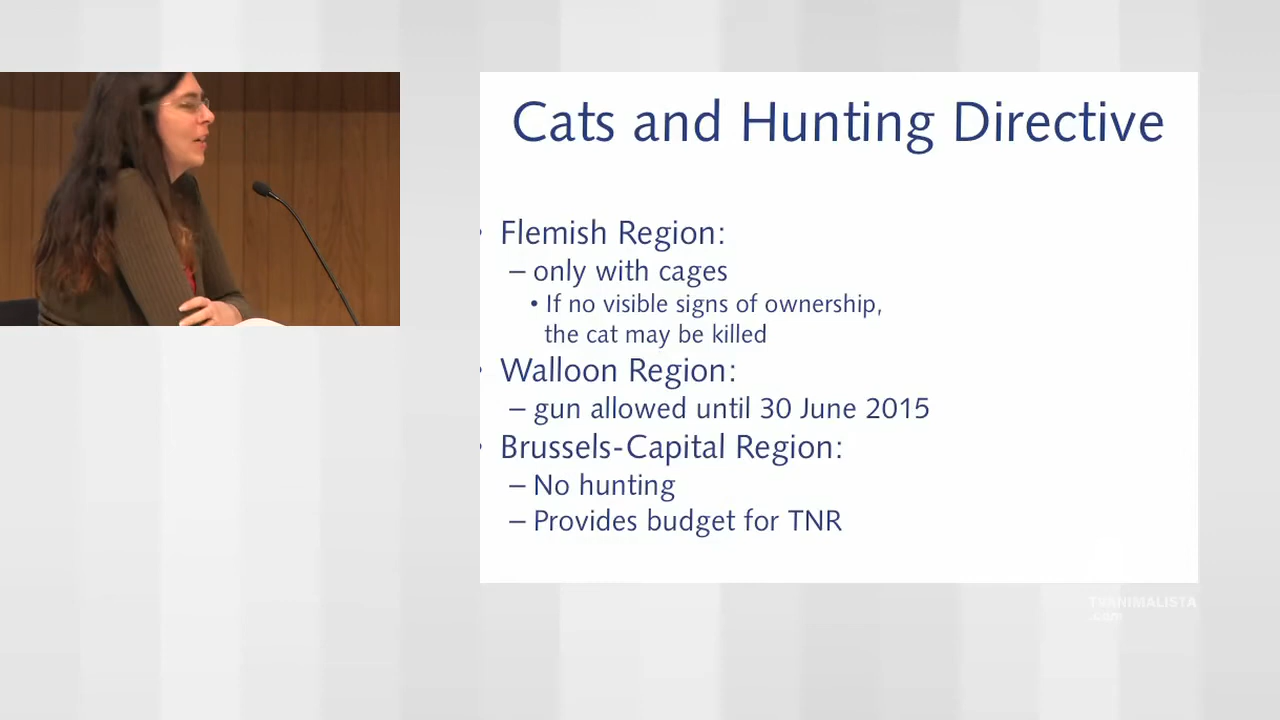 Cats and Hunting Directive
• Flemish Region:
– only with cages
• If no visible signs of ownership,
the cat may be killed
• Walloon Region:
– gun allowed until 30 June 2015
• Brussels-Capital Region:
– No hunting
– Provides budget for TNR
.com